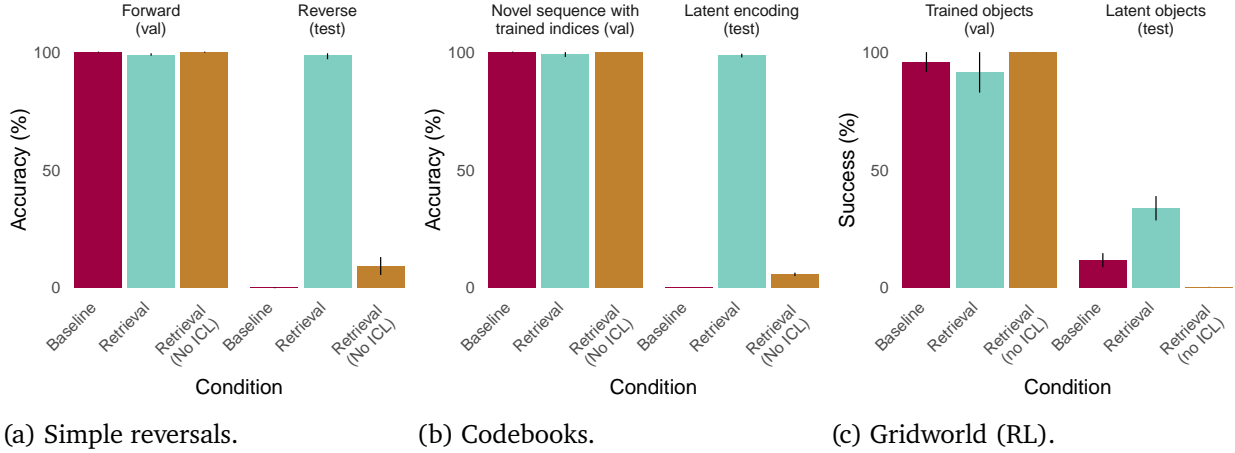 Forward
(val)
Reverse
(test)
Accuracy (%)
100
50
0
Baseline
Retrieval
Retrieval
(No ICL)
Baseline
Retrieval
Retrieval
(No ICL)
Condition
(a) Simple reversals.
Novel sequence with
trained indices (val)
Latent encoding
(test)
Accuracy (%)
100
50
0
Baseline
Retrieval
Retrieval
(No ICL)
Baseline
Retrieval
Retrieval
(No ICL)
Condition
(b) Codebooks.
Trained objects
(val)
Latent objects
(test)
Success (%)
100
50
0
Baseline
Retrieval
Retrieval
(no ICL)
Baseline
Retrieval
Retrieval
(no ICL)
Condition
(c) Gridworld (RL).